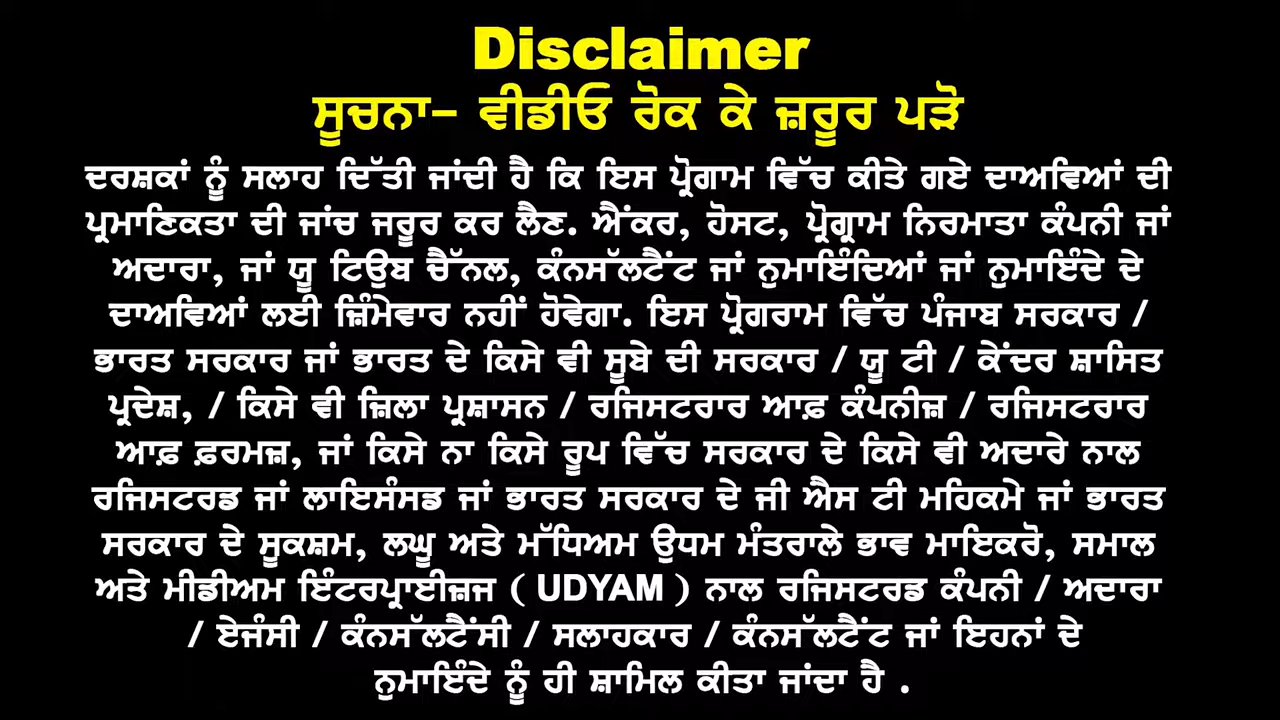 Disclaimer
ਸੂਚਨਾ- ਵੀਡੀਓ ਰੋਕ ਕੇ ਜ਼ਰੂਰ ਪੜੋ
ਦਰਸ਼ਕਾਂ ਨੂੰ ਸਲਾਹ ਦਿੱਤੀ ਜਾਂਦੀ ਹੈ ਕਿ ਇਸ ਪ੍ਰੋਗਾਮ ਵਿੱਚ ਕੀਤੇ ਗਏ ਦਾਅਵਿਆਂ ਦੀ
ਪ੍ਰਮਾਣਿਕਤਾ ਦੀ ਜਾਂਚ ਜਰੂਰ ਕਰ ਲੈਣ. ਐਂਕਰ, ਹੋਸਟ, ਪ੍ਰੋਗ੍ਰਾਮ ਨਿਰਮਾਤਾ ਕੰਪਨੀ ਜਾਂ
ਅਦਾਰਾ, ਜਾਂ ਯੂ ਟਿਊਬ ਚੈੱਨਲ, ਕੰਨਸੱਲਟੈਂਟ ਜਾਂ ਨੁਮਾਇੰਦਿਆਂ ਜਾਂ ਨੁਮਾਇੰਦੇ ਦੇ
ਦਾਅਵਿਆਂ ਲਈ ਜ਼ਿੰਮੇਵਾਰ ਨਹੀਂ ਹੋਵੇਗਾ. ਇਸ ਪ੍ਰੋਗਰਾਮ ਵਿੱਚ ਪੰਜਾਬ ਸਰਕਾਰ /
ਭਾਰਤ ਸਰਕਾਰ ਜਾਂ ਭਾਰਤ ਦੇ ਕਿਸੇ ਵੀ ਸੂਬੇ ਦੀ ਸਰਕਾਰ / ਯੂ ਟੀ / ਕੇਂਦਰ ਸ਼ਾਸਿਤ
ਪ੍ਰਦੇਸ਼, / ਕਿਸੇ ਵੀ ਜ਼ਿਲਾ ਪ੍ਰਸ਼ਾਸਨ / ਰਜਿਸਟਰਾਰ ਆਫ਼ ਕੰਪਨੀਜ਼ / ਰਜਿਸਟਰਾਰ
ਆਫ਼ ਫ਼ਰਮਜ਼, ਜਾਂ ਕਿਸੇ ਨਾ ਕਿਸੇ ਰੂਪ ਵਿੱਚ ਸਰਕਾਰ ਦੇ ਕਿਸੇ ਵੀ ਅਦਾਰੇ ਨਾਲ
ਰਜਿਸਟਰਡ ਜਾਂ ਲਾਇਸੰਸਡ ਜਾਂ ਭਾਰਤ ਸਰਕਾਰ ਦੇ ਜੀ ਐਸ ਟੀ ਮਹਿਕਮੇ ਜਾਂ ਭਾਰਤ
ਸਰਕਾਰ ਦੇ ਸੂਕਸ਼ਮ, ਲਘੂ ਅਤੇ ਮੱਧਿਅਮ ਉਧਮ ਮੰਤਰਾਲੇ ਭਾਵ ਮਾਇਕਰੋ, ਸਮਾਲ
ਅਤੇ ਮੀਡੀਅਮ ਇੰਟਰਪ੍ਰਾਈਜ਼ਜ ( UDYAM ) ਨਾਲ ਰਜਿਸਟਰਡ ਕੰਪਨੀ / ਅਦਾਰਾ
/ ਏਜੰਸੀ / ਕੰਨਸੱਲਟੈਂਸੀ / ਸਲਾਹਕਾਰ / ਕੰਨਸੱਲਟੈਂਟ ਜਾਂ ਇਹਨਾਂ ਦੇ
ਨੁਮਾਇੰਦੇ ਨੂੰ ਹੀ ਸ਼ਾਮਿਲ ਕੀਤਾ ਜਾਂਦਾ ਹੈ .